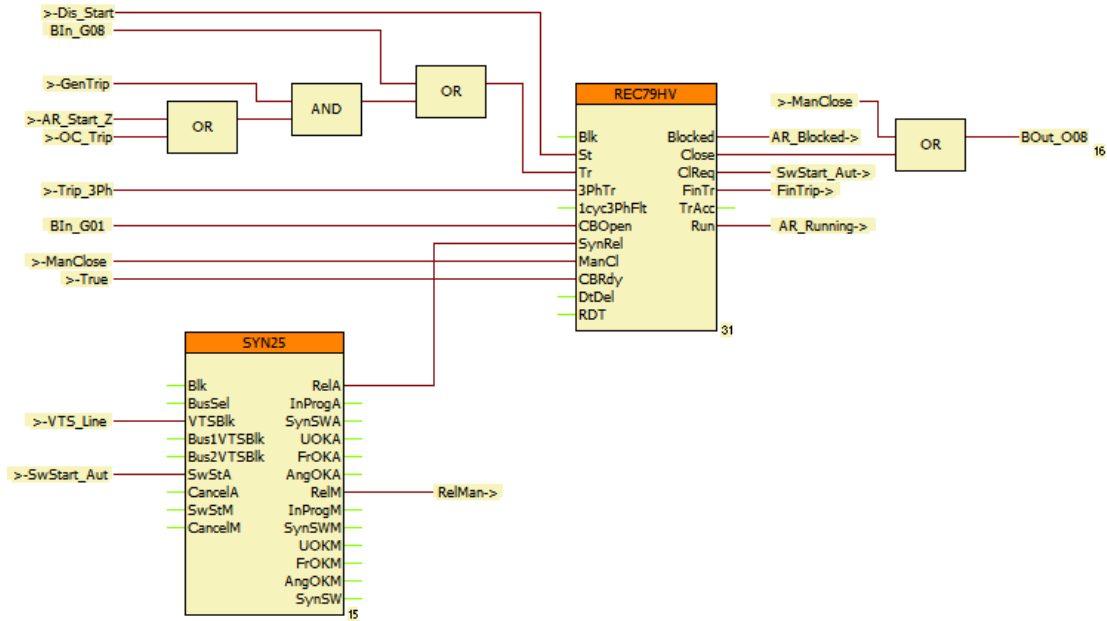 >-Dis_Start
BIn_G08
>-GenTrip
>-AR_Start_Z
>-OC_Trip
OR
AND
OR
>-Trip_3Ph
BIn_G01
>-ManClose
>-True
REC79HV
Blk
St
Tr
3PhTr
1cyc3PhFlt
CBOpen
SynRel
ManCl
CBRdy
DtDel
RDT
Blocked
Close
ClReq
FinTr
TrAcc
Run
31
>-ManClose
AR_Blocked->
SwStart_Aut->
FinTrip->
AR_Running->
OR
BOut_O08
16
SYN25
>-VTS_Line
>-SwStart_Aut
Blk
BusSel
VTSBlk
Bus1VTSBlk
Bus2VTSBlk
SwStA
CancelA
SwStM
CancelM
RelA
InProgA
SynSWA
UOKA
FrOKA
AngOKA
RelM
InProgM
SynSWM
UOKM
FrOKM
AngOKM
SynSW
15
RelMan->